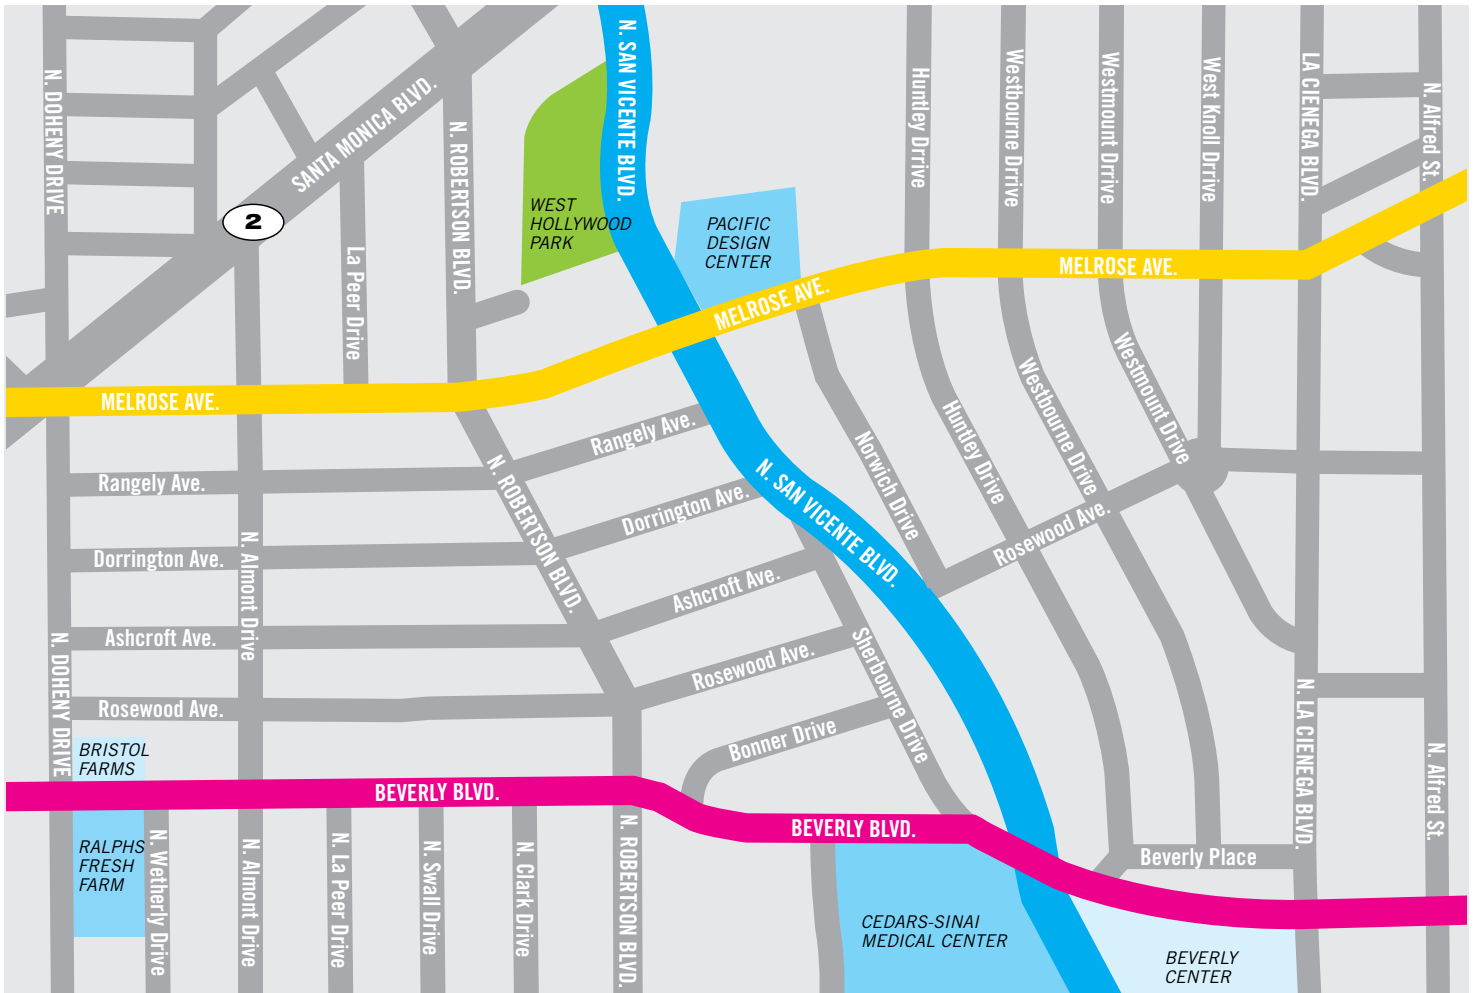 N. DOHENY DRIVE
SANTA MONICA BLVD.
2
La Peer Drive
N. ROBERTSON BLVD.
WEST
HOLLYWOOD
PARK
N. SAN VICENTE BLVD.
PACIFIC
DESIGN
CENTER
Huntley Drrive
Westbourne Drrive
Westmount Drrive
West Knoll Drrive
LA CIENEGA BLVD.
N. Alfred St.
MELROSE AVE.
MELROSE AVE.
MELROSE AVE.
Rangely Ave.
Rangely Ave.
N. ROBERTSON BLVD.
Dorrington Ave.
Dorrington Ave.
N. Almont Drive
N. SAN VICENTE BLVD.
Norwich Drive
Huntley Drive
Westbourne Drive
Westmount Drive
Rosewood Ave.
Ashcroft Ave.
Ashcroft Ave.
Rosewood Ave.
Rosewood Ave.
Sherbourne Drive
Bonner Drive
N. DOHENY DRIVE
BRISTOL
FARMS
BEVERLY BLVD.
BEVERLY BLVD.
N. LA CIENEGA BLVD.
N. Alfred St.
Beverly Place
RALPHS
FRESH
FARM
N. Wetherly Drive
N. Almont Drive
N. La Peer Drive
N. Swall Drive
N. Clark Drive
N. ROBERTSON BLVD.
CEDARS-SINAI
MEDICAL CENTER
BEVERLY
CENTER